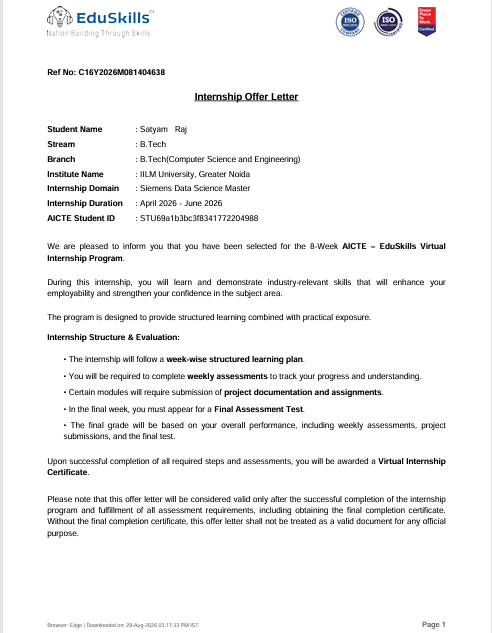 EduSkills
Nation Building Through Skills
ISO
ISO
Great
Place
To
Work
Certified
Ref No: C16Y2026M081404638
Internship Offer Letter
Student Name : Satyam Raj
Stream : B.Tech
Branch : B.Tech(Computer Science and Engineering)
Institute Name : IILM University, Greater Noida
Internship Domain : Siemens Data Science Master
Internship Duration : April 2026 - June 2026
AICTE Student ID : STU69a1b3bc3f8341772204988
We are pleased to inform you that you have been selected for the 8-Week AICTE – EduSkills Virtual
Internship Program.
During this internship, you will learn and demonstrate industry-relevant skills that will enhance your
employability and strengthen your confidence in the subject area.
The program is designed to provide structured learning combined with practical exposure.
Internship Structure & Evaluation:
• The internship will follow a week-wise structured learning plan.
• You will be required to complete weekly assessments to track your progress and understanding.
• Certain modules will require submission of project documentation and assignments.
• In the final week, you must appear for a Final Assessment Test.
• The final grade will be based on your overall performance, including weekly assessments, project
submissions, and the final test.
Upon successful completion of all required steps and assessments, you will be awarded a Virtual Internship
Certificate.
Please note that this offer letter will be considered valid only after the successful completion of the internship
program and fulfillment of all assessment requirements, including obtaining the final completion certificate.
Without the final completion certificate, this offer letter shall not be treated as a valid document for any official
purpose.
Browser: Edge | Downloaded on: 29-Aug-2026 03:17:33 PM IST
Page 1